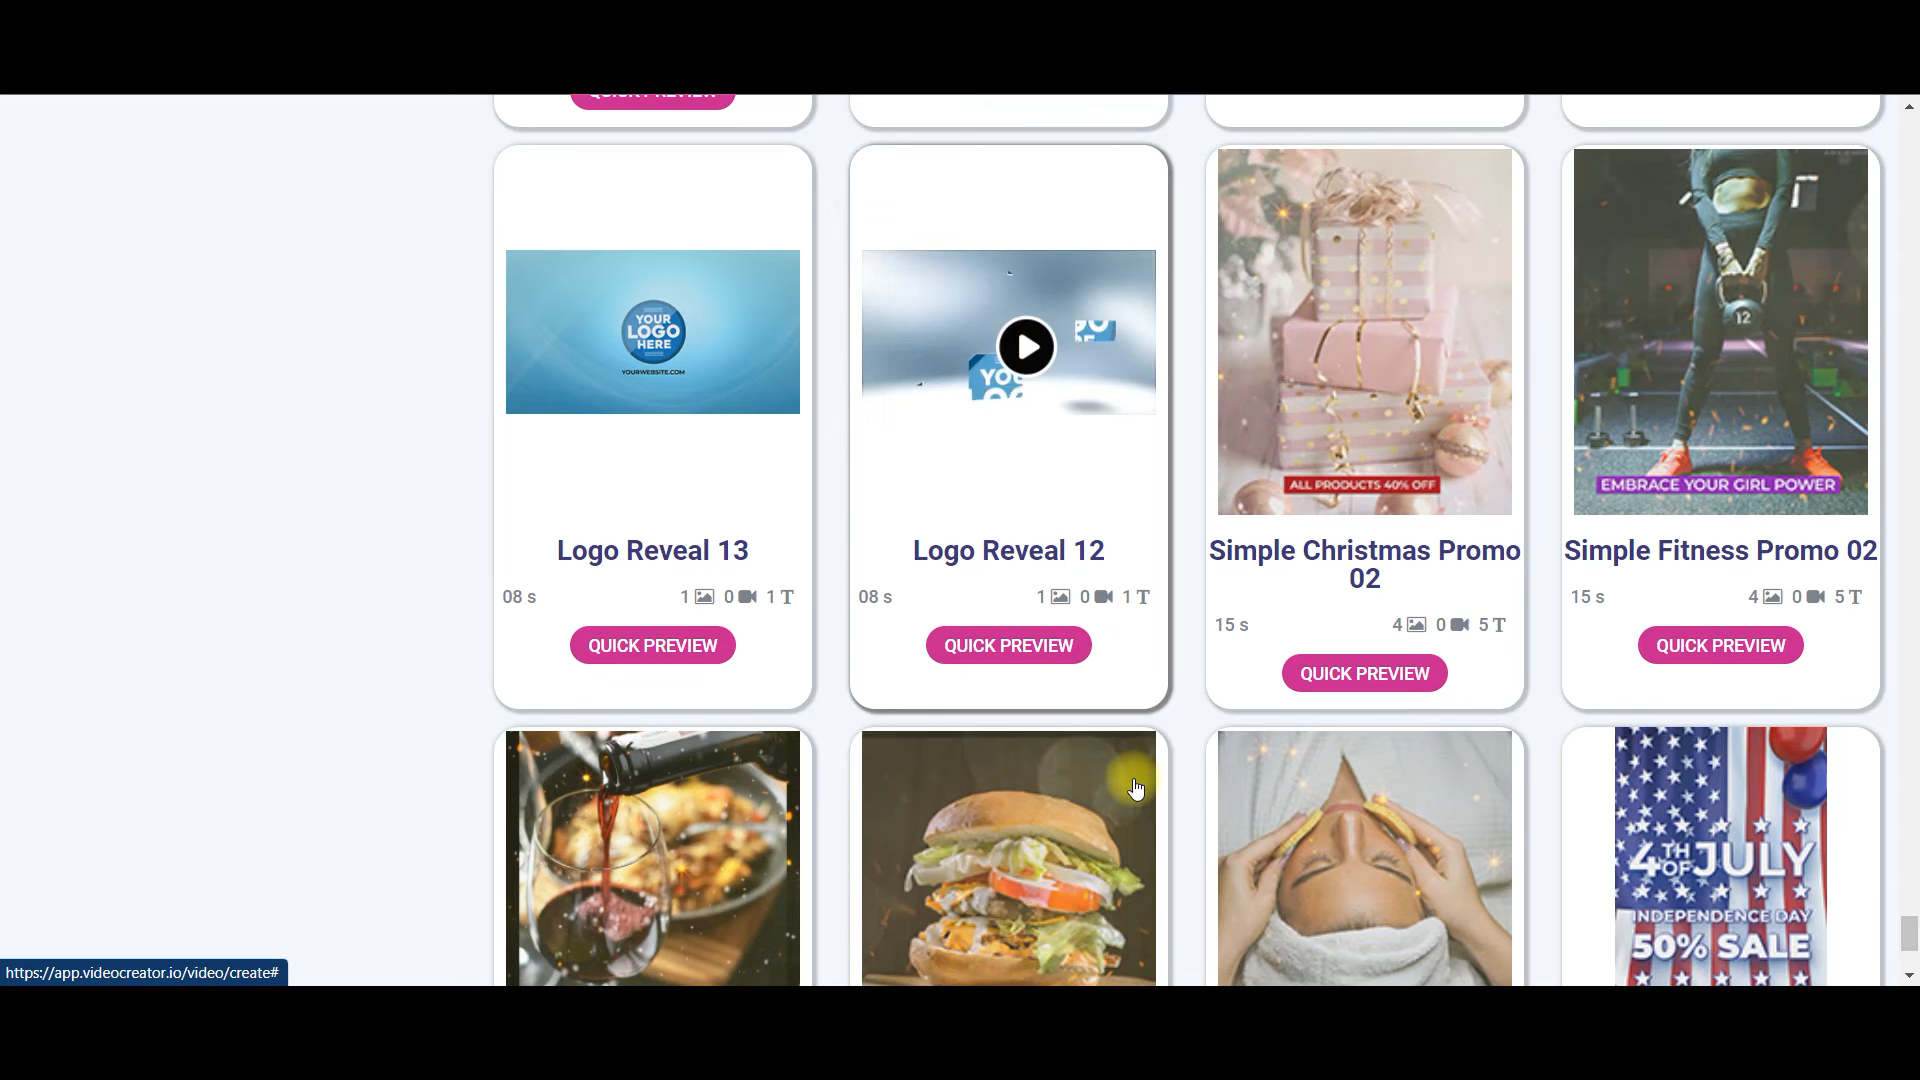 YOUR
LOGO
HERE
YOURWEBSITE.COM
ALL PRODUCTS 40% OFF
12
EMBRACE YOUR GIRL POWER
Logo Reveal 13
Logo Reveal 12
Simple Christmas Promo
02
Simple Fitness Promo 02
08 s
1 0 1 T
08 s
1 0 1 T
15 s
4 0 5 T
15 s
4 0 5 T
QUICK PREVIEW
QUICK PREVIEW
QUICK PREVIEW
QUICK PREVIEW
4TH OF JULY
INDEPENDENCE DAY
50% SALE
https://app.videocreator.io/video/create#